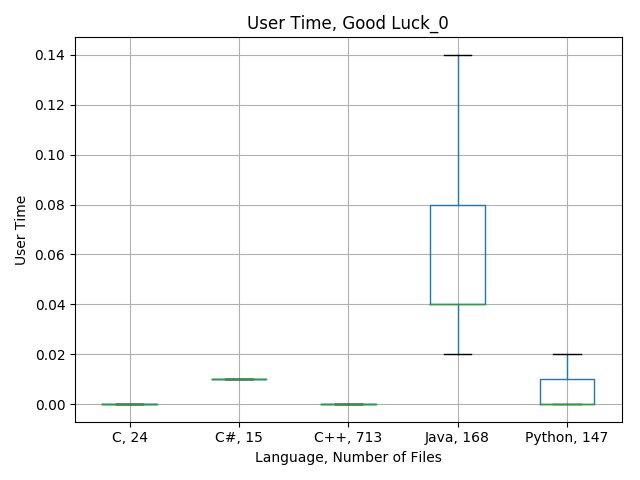 User Time, Good Luck_0
0.14
0.12
0.10
0.08
0.06
0.04
0.02
0.00
User Time
C, 24
C#, 15
C++, 713
Java, 168
Python, 147
Language, Number of Files